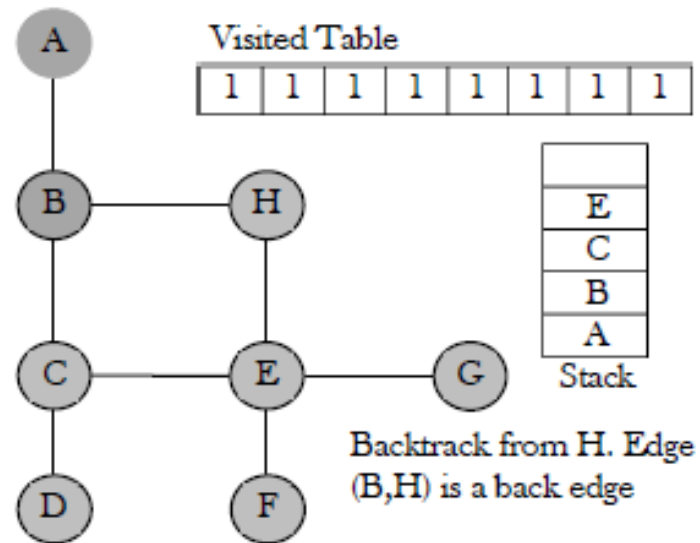 A
Visited Table
1 1 1 1 1 1 1 1
B
H
E
C
B
A
Stack
C
E
G
Backtrack from H. Edge
(B,H) is a back edge
D
F